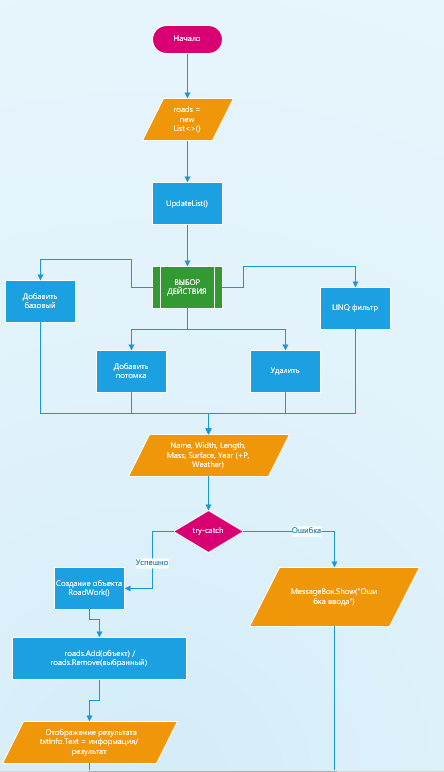 Начало
roads =
new
List<>()
UpdateList()
ВЫБОР
ДЕЙСТВИЯ
Добавить
базовый
LINQ фильтр
Добавить
потомка
Удалить
Name, Width, Length,
Mass, Surface, Year (+P,
Weather)
try-catch
Ошибка
Успешно
Создание объекта
RoadWork()
MessageBox.Show("Оши
бка ввода")
roads.Add(объект) /
roads.Remove(выбранный)
Отображение результата
txtInfo.Text = информация/
результат